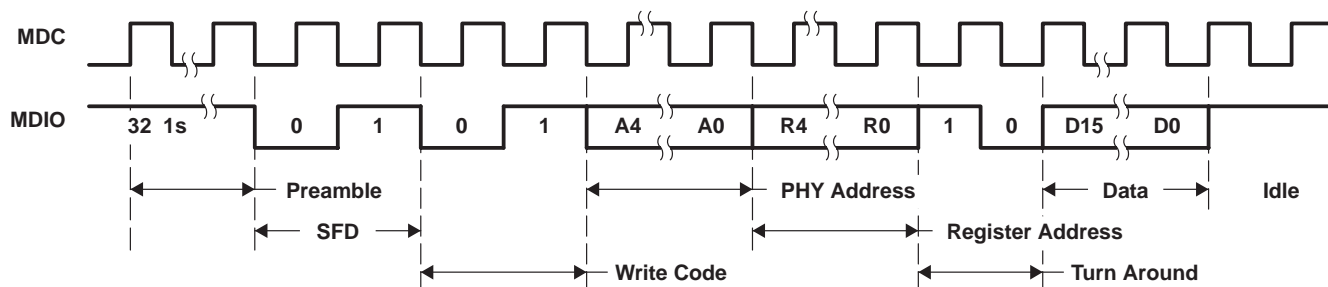 MDC
MDIO
32 1s 0 1 0 1 A4 A0 R4 R0 1 0 D15 D0
Preamble PHY Address Data Idle
SFD Register Address
Write Code Turn Around